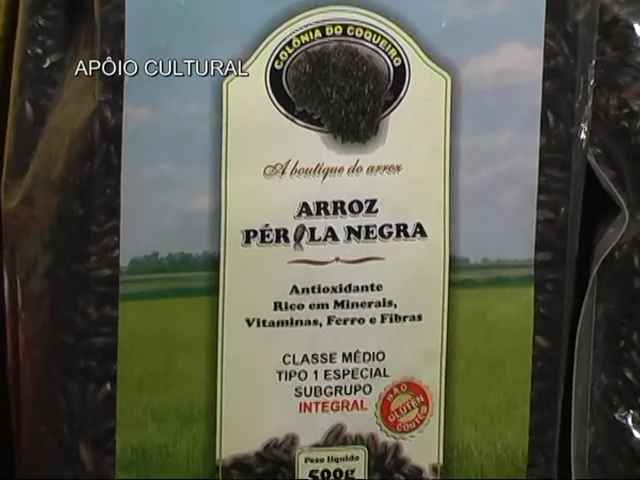 APÔIO CULTURAL
COLÔNIA DO COQUEIRO
A boutique do arroz
ARROZ
PÉROLA NEGRA
Antioxidante
Rico em Minerais,
Vitaminas, Ferro e Fibras
CLASSE MÉDIO
TIPO 1 ESPECIAL
SUBGRUPO
INTEGRAL
NÃO
GLÚTEN
CONTÉM
Peso líquido
500g